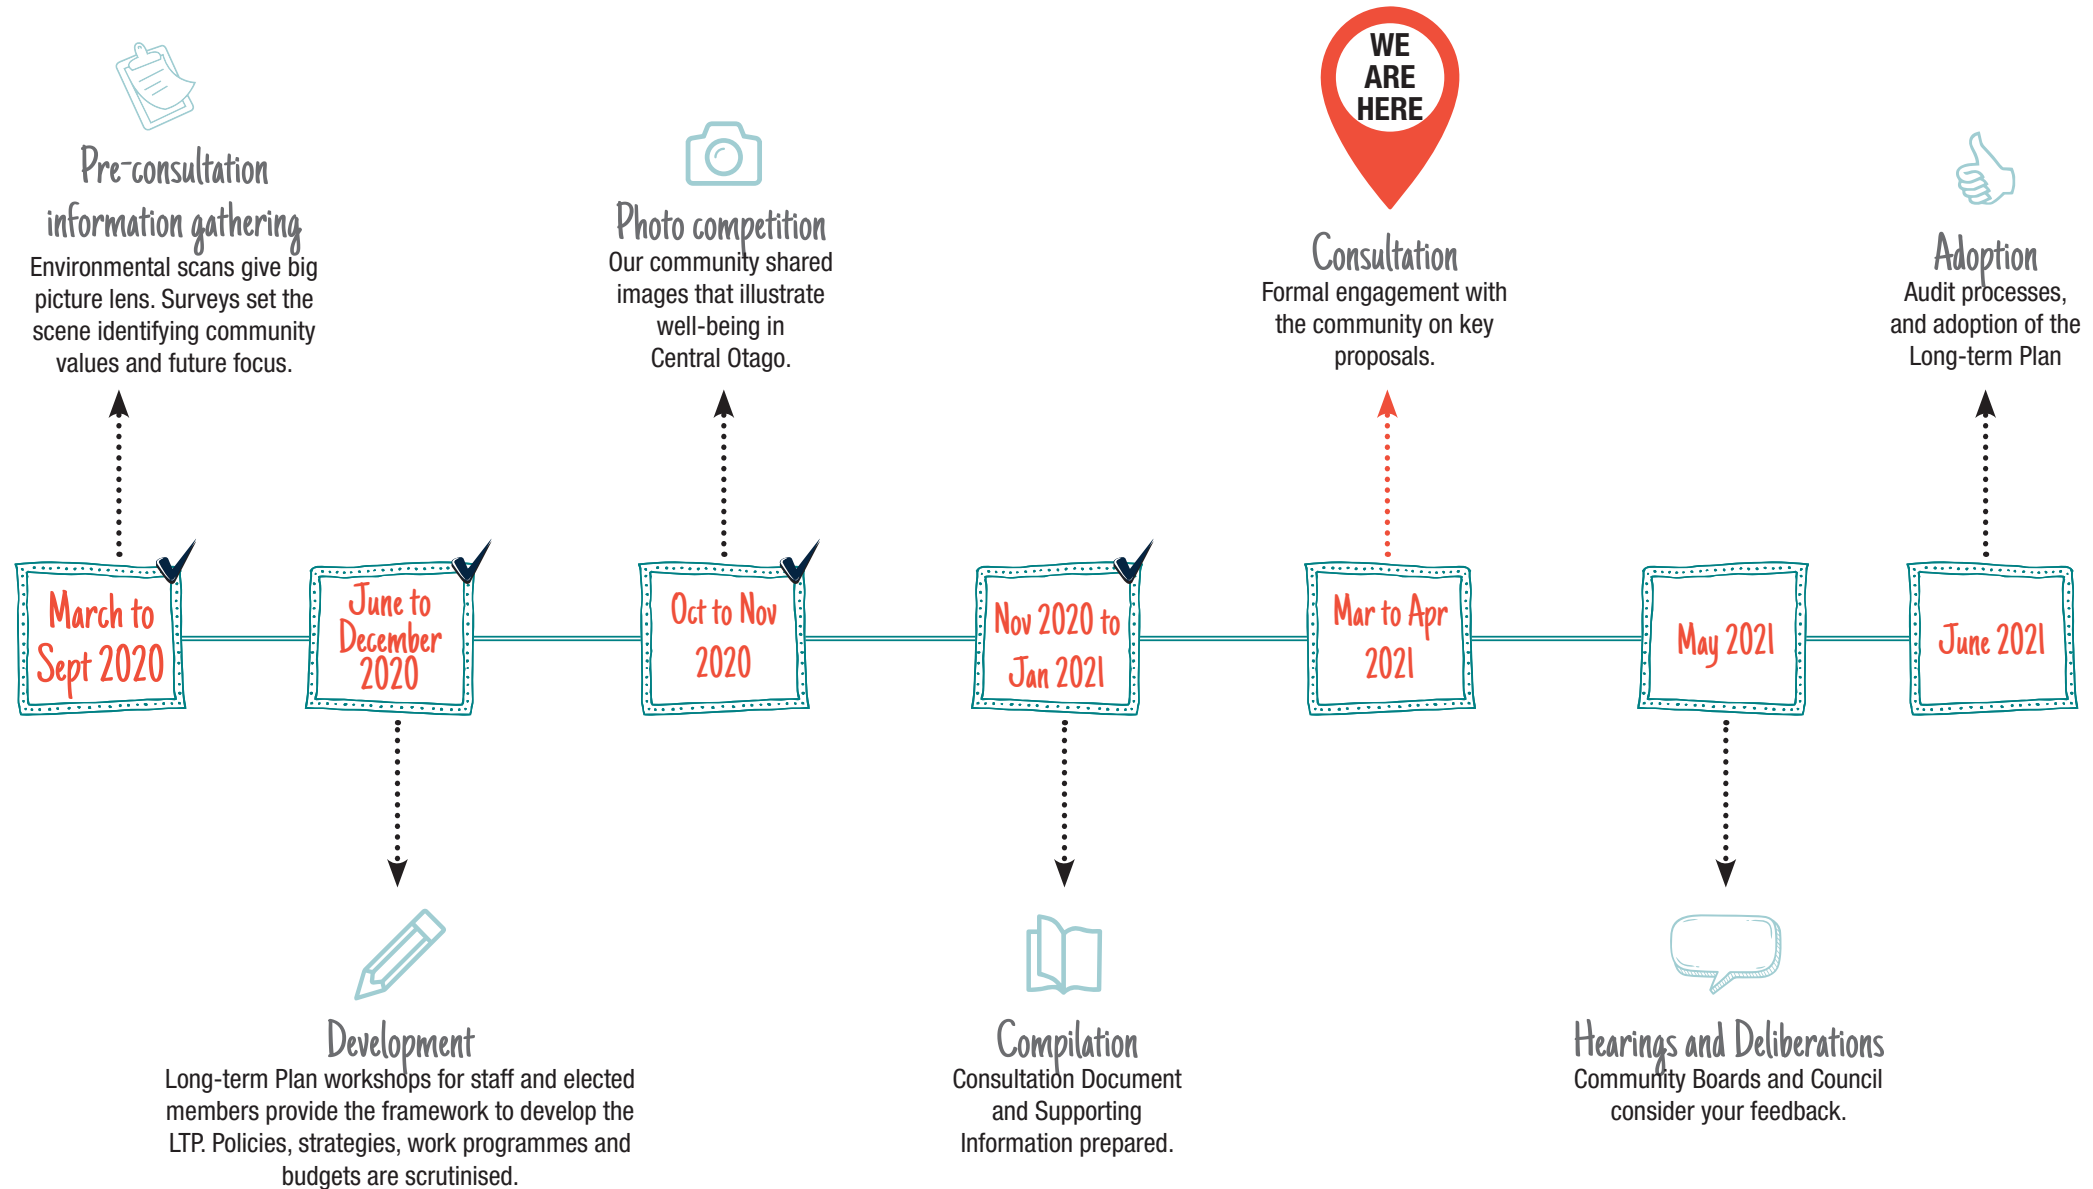 WE
ARE
HERE
Pre-consultation
information gathering
Environmental scans give big
picture lens. Surveys set the
scene identifying community
values and future focus.
Photo competition
Our community shared
images that illustrate
well-being in
Central Otago.
Consultation
Formal engagement with
the community on key
proposals.
Adoption
Audit processes,
and adoption of the
Long-term Plan
March to
Sept 2020
June to
December
2020
Oct to Nov
2020
Nov 2020 to
Jan 2021
Mar to Apr
2021
May 2021
June 2021
Development
Long-term Plan workshops for staff and elected
members provide the framework to develop the
LTP. Policies, strategies, work programmes and
budgets are scrutinised.
Compilation
Consultation Document
and Supporting
Information prepared.
Hearings and Deliberations
Community Boards and Council
consider your feedback.